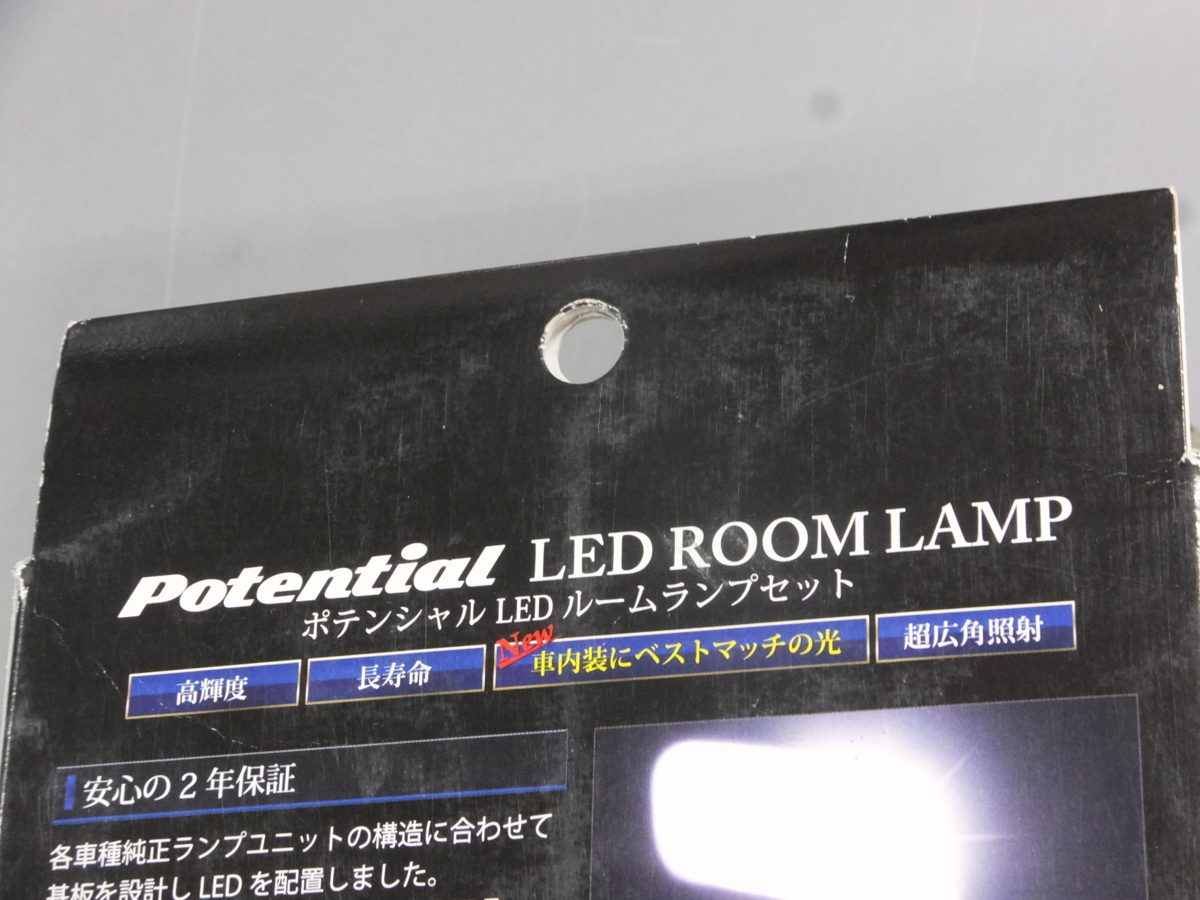 Potential LED ROOM LAMP
ポテンシャル LED ルームランプセット
高輝度
長寿命
New
車内装にベストマッチの光
超広角照射
安心の2年保証
各車種純正ランプユニットの構造に合わせて
基板を設計し LED を配置しました。